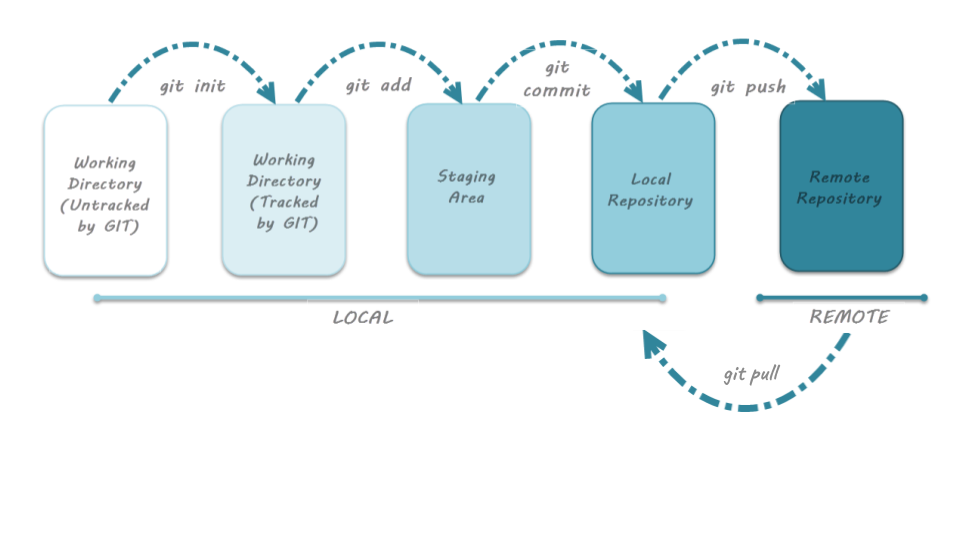 git init
git add
git
commit
git push
Working
Directory
(Untracked
by GIT)
Working
Directory
(Tracked
by GIT)
Staging
Area
Local
Repository
Remote
Repository
LOCAL
REMOTE
git pull